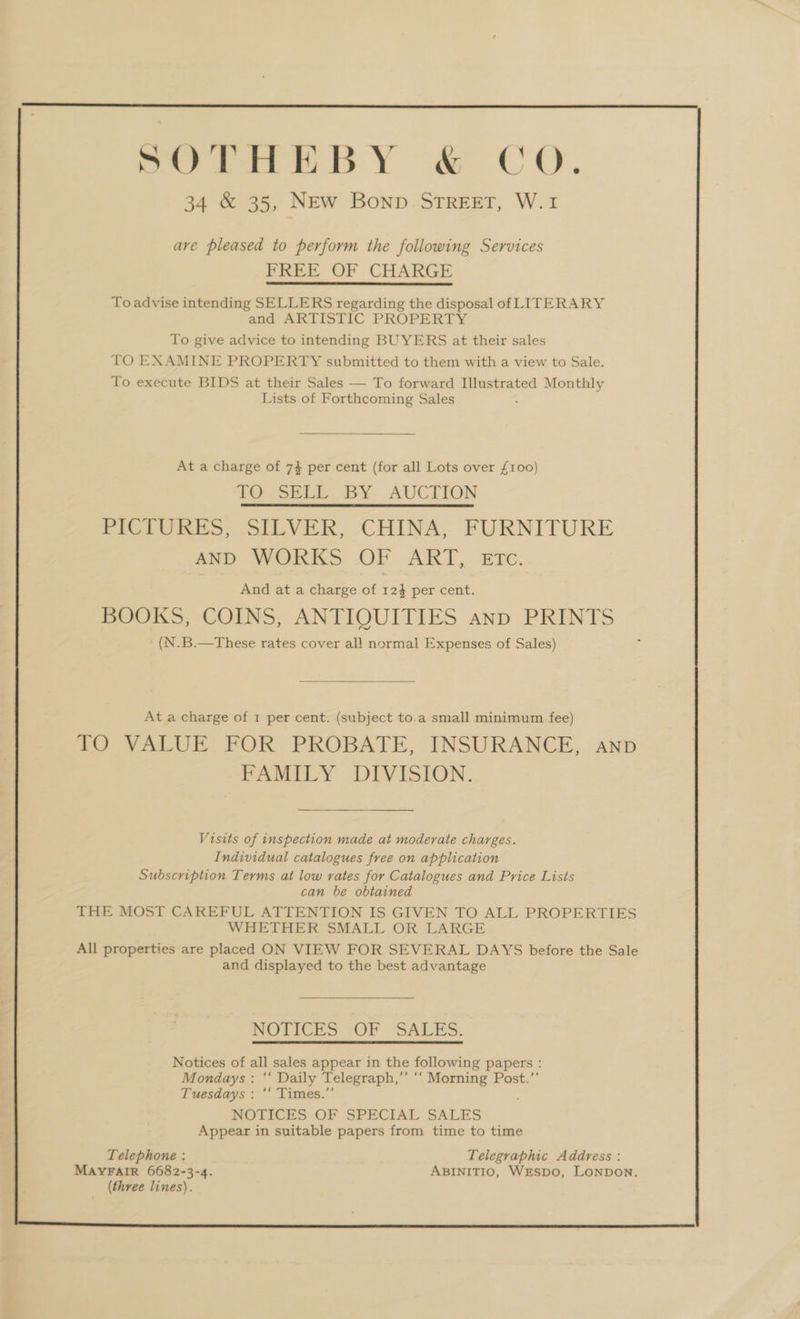 SOTHEBY & CO.
34 & 35, NEW BOND STREET, W.1
are pleased to perform the following Services
FREE OF CHARGE
To advise intending SELLERS regarding the disposal of LITERARY
and ARTISTIC PROPERTY
To give advice to intending BUYERS at their sales
TO EXAMINE PROPERTY submitted to them with a view to Sale.
To execute BIDS at their Sales — To forward Illustrated Monthly
Lists of Forthcoming Sales
At a charge of 7½ per cent (for all Lots over £100)
TO SELL BY AUCTION
PICTURES, SILVER, CHINA, FURNITURE
AND WORKS OF ART, ETC.
And at a charge of 12½ per cent.
BOOKS, COINS, ANTIQUITIES AND PRINTS
(N.B.—These rates cover all normal Expenses of Sales)
At a charge of 1 per cent. (subject to a small minimum fee)
TO VALUE FOR PROBATE, INSURANCE, AND
FAMILY DIVISION.
Visits of inspection made at moderate charges.
Individual catalogues free on application
Subscription Terms at low rates for Catalogues and Price Lists
can be obtained
THE MOST CAREFUL ATTENTION IS GIVEN TO ALL PROPERTIES
WHETHER SMALL OR LARGE
All properties are placed ON VIEW FOR SEVERAL DAYS before the Sale
and displayed to the best advantage
NOTICES OF SALES.
Notices of all sales appear in the following papers :
Mondays : ‘‘ Daily Telegraph,’’ ‘‘ Morning Post.’’
Tuesdays : ‘‘ Times.’’
NOTICES OF SPECIAL SALES
Appear in suitable papers from time to time
Telephone : Telegraphic Address :
MAYFAIR 6682-3-4. ABINITIO, WESDO, LONDON.
(three lines).